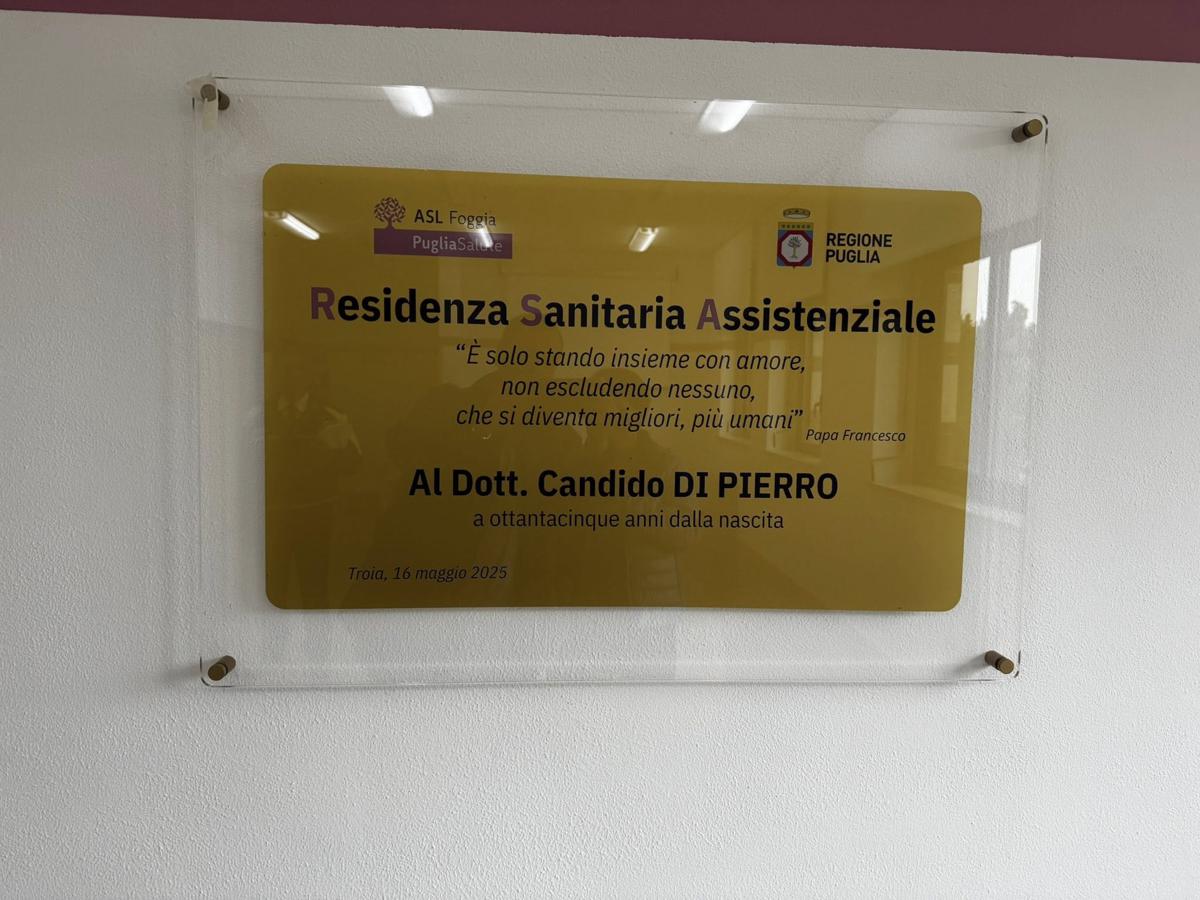 ASL Foggia
PugliaSalute
REGIONE
PUGLIA
Residenza Sanitaria Assistenziale
“È solo stando insieme con amore,
non escludendo nessuno,
che si diventa migliori, più umani”
Papa Francesco
Al Dott. Candido DI PIERRO
a ottantacinque anni dalla nascita
Troia, 16 maggio 2025